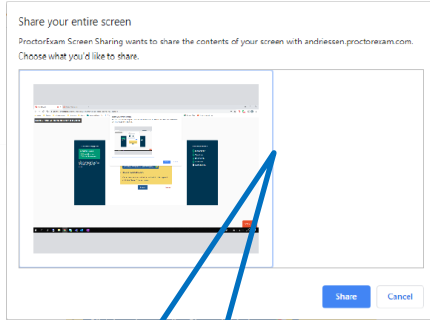 Share your entire screen
ProctorExam Screen Sharing wants to share the contents of your screen with andriessen.proctorexam.com.
Choose what you'd like to share.
Share
Cancel